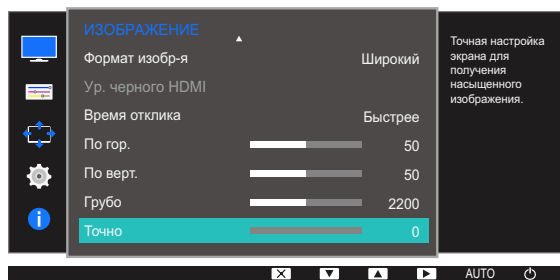 ИЗОБРАЖЕНИЕ
Формат изобр-я Широкий
Ур. черного HDMI
Время отклика Быстрее
По гор. 50
По верт. 50
Грубо 2200
Точно 0
Точная настройка
экрана для
получения
насыщенного
изображения.
AUTO